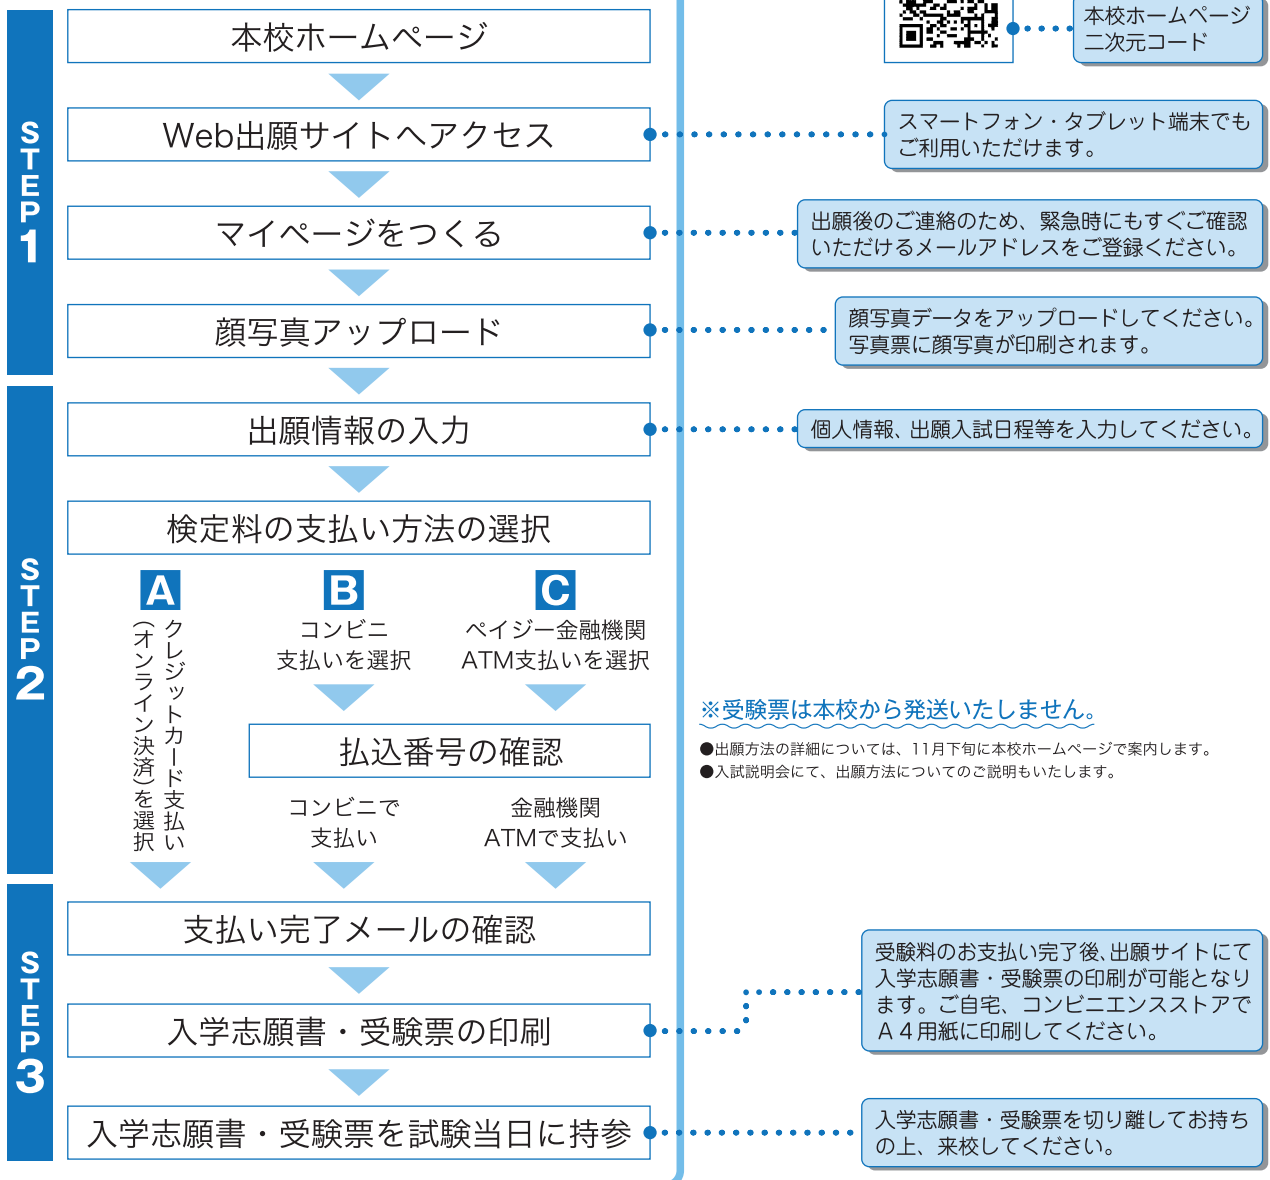 STEP1
本校ホームページ
本校ホームページ
二次元コード
Web出願サイトへアクセス
スマートフォン・タブレット端末でも
ご利用いただけます。
マイページをつくる
出願後のご連絡のため、緊急時にもすぐご確認
いただけるメールアドレスをご登録ください。
顔写真アップロード
顔写真データをアップロードしてください。
写真票に顔写真が印刷されます。
STEP2
出願情報の入力
個人情報、出願入試日程等を入力してください。
検定料の支払い方法の選択
A
クレジットカード支払い
(オンライン決済)を選択
B
コンビニ
支払いを選択
C
ペイジー金融機関
ATM支払いを選択
払込番号の確認
コンビニで
支払い
金融機関
ATMで支払い
※受験票は本校から発送いたしません。
●出願方法の詳細については、11月下旬に本校ホームページで案内します。
●入試説明会にて、出願方法についてのご説明もいたします。
STEP3
支払い完了メールの確認
入学志願書・受験票の印刷
受験料のお支払い完了後、出願サイトにて
入学志願書・受験票の印刷が可能となり
ます。ご自宅、コンビニエンスストアで
A4用紙に印刷してください。
入学志願書・受験票を試験当日に持参
入学志願書・受験票を切り離してお持ち
の上、来校してください。